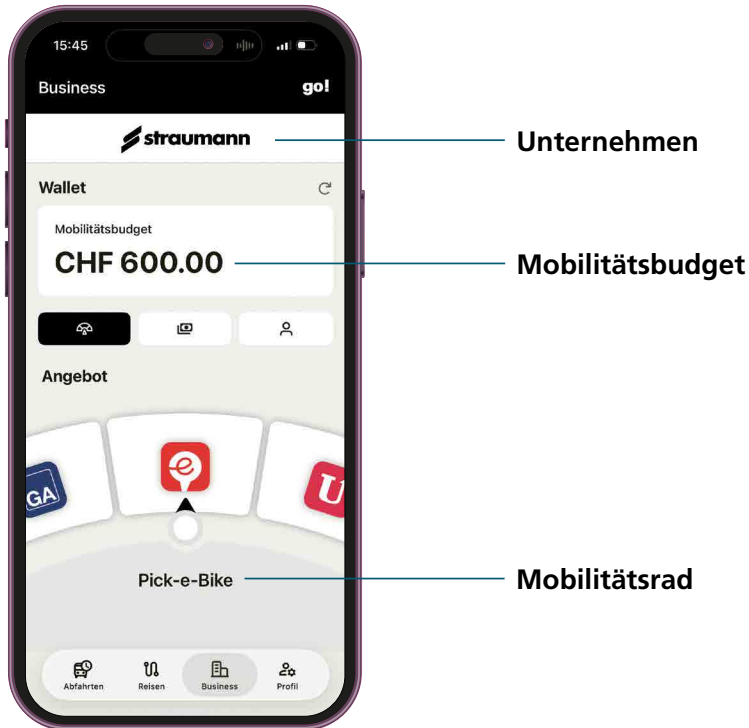 15:45
Business
go!
straumann
Unternehmen
Wallet
Mobilitätsbudget
CHF 600.00
Mobilitätsbudget
Angebot
GA
e
U
Pick-e-Bike
Mobilitätsrad
Abfahrten
Reisen
Business
Profil